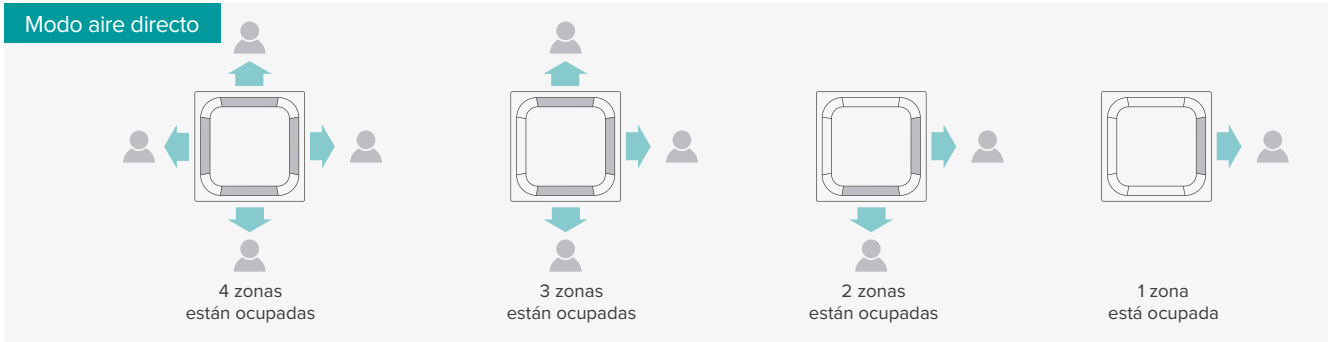 Modo aire directo
4 zonas
están ocupadas
3 zonas
están ocupadas
2 zonas
están ocupadas
1 zona
está ocupada